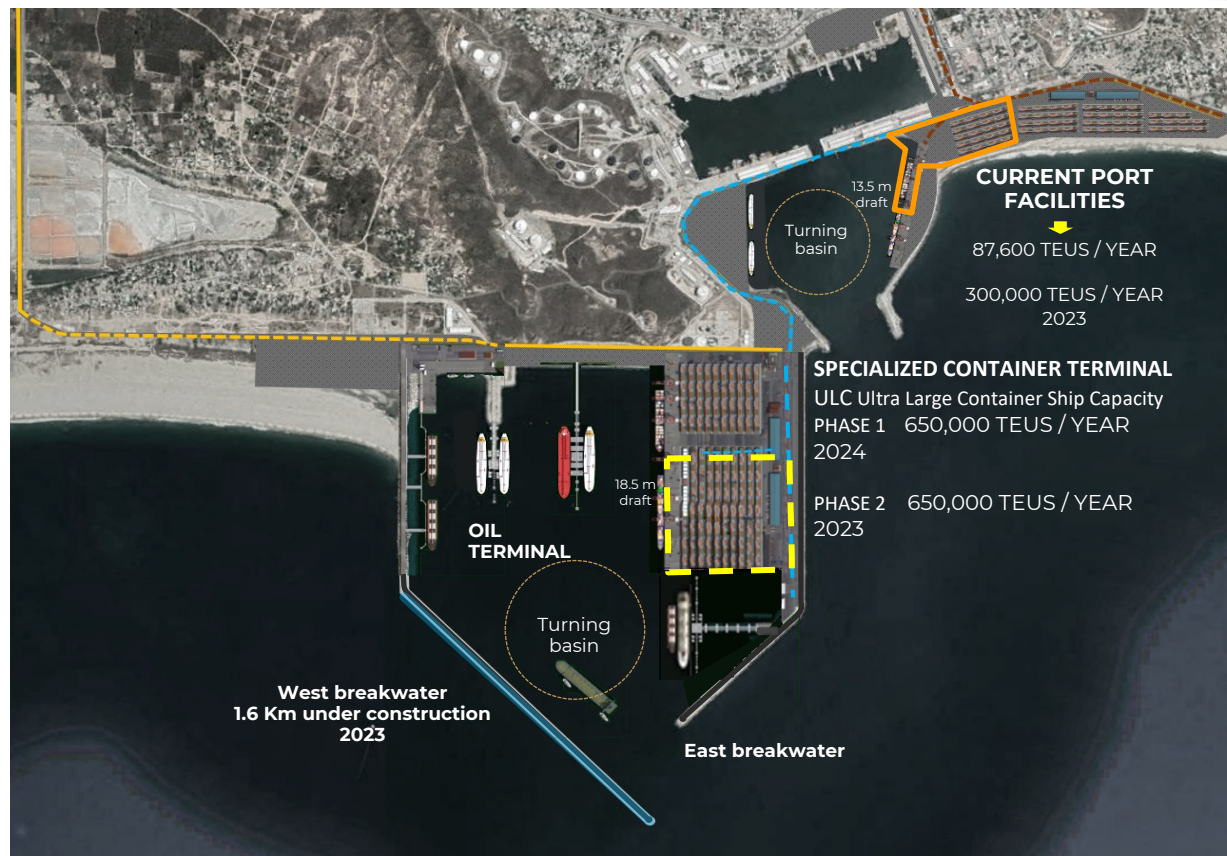 13.5 m
draft
Turning
basin
CURRENT PORT
FACILITIES
87,600 TEUS / YEAR
300,000 TEUS / YEAR
2023
SPECIALIZED CONTAINER TERMINAL
ULC Ultra Large Container Ship Capacity
PHASE 1 650,000 TEUS / YEAR
2024
PHASE 2 650,000 TEUS / YEAR
2023
18.5 m
draft
OIL
TERMINAL
Turning
basin
West breakwater
1.6 Km under construction
2023
East breakwater